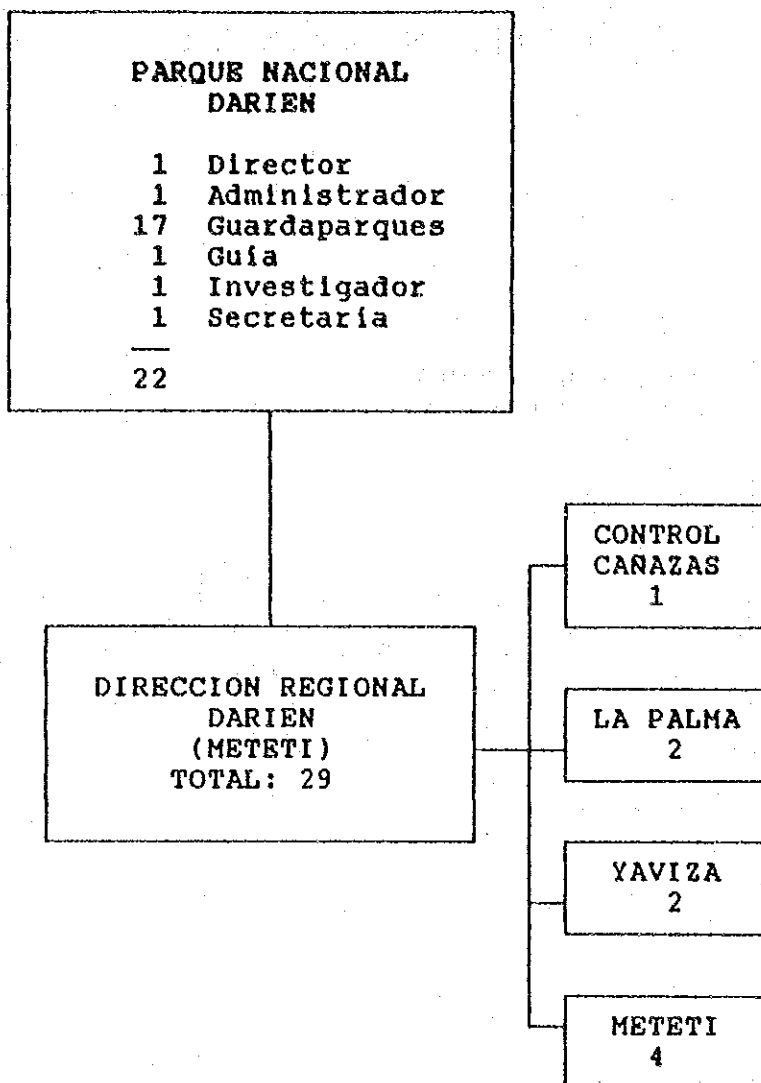 PARQUE NACIONAL
DARIEN
1 Director
1 Administrador
17 Guardaparques
1 Guía
1 Investigador
1 Secretaría
22
CONTROL
CAÑAZAS
1
DIRECCION REGIONAL
DARIEN
(METETI)
TOTAL: 29
LA PALMA
2
YAVIZA
2
METETI
4